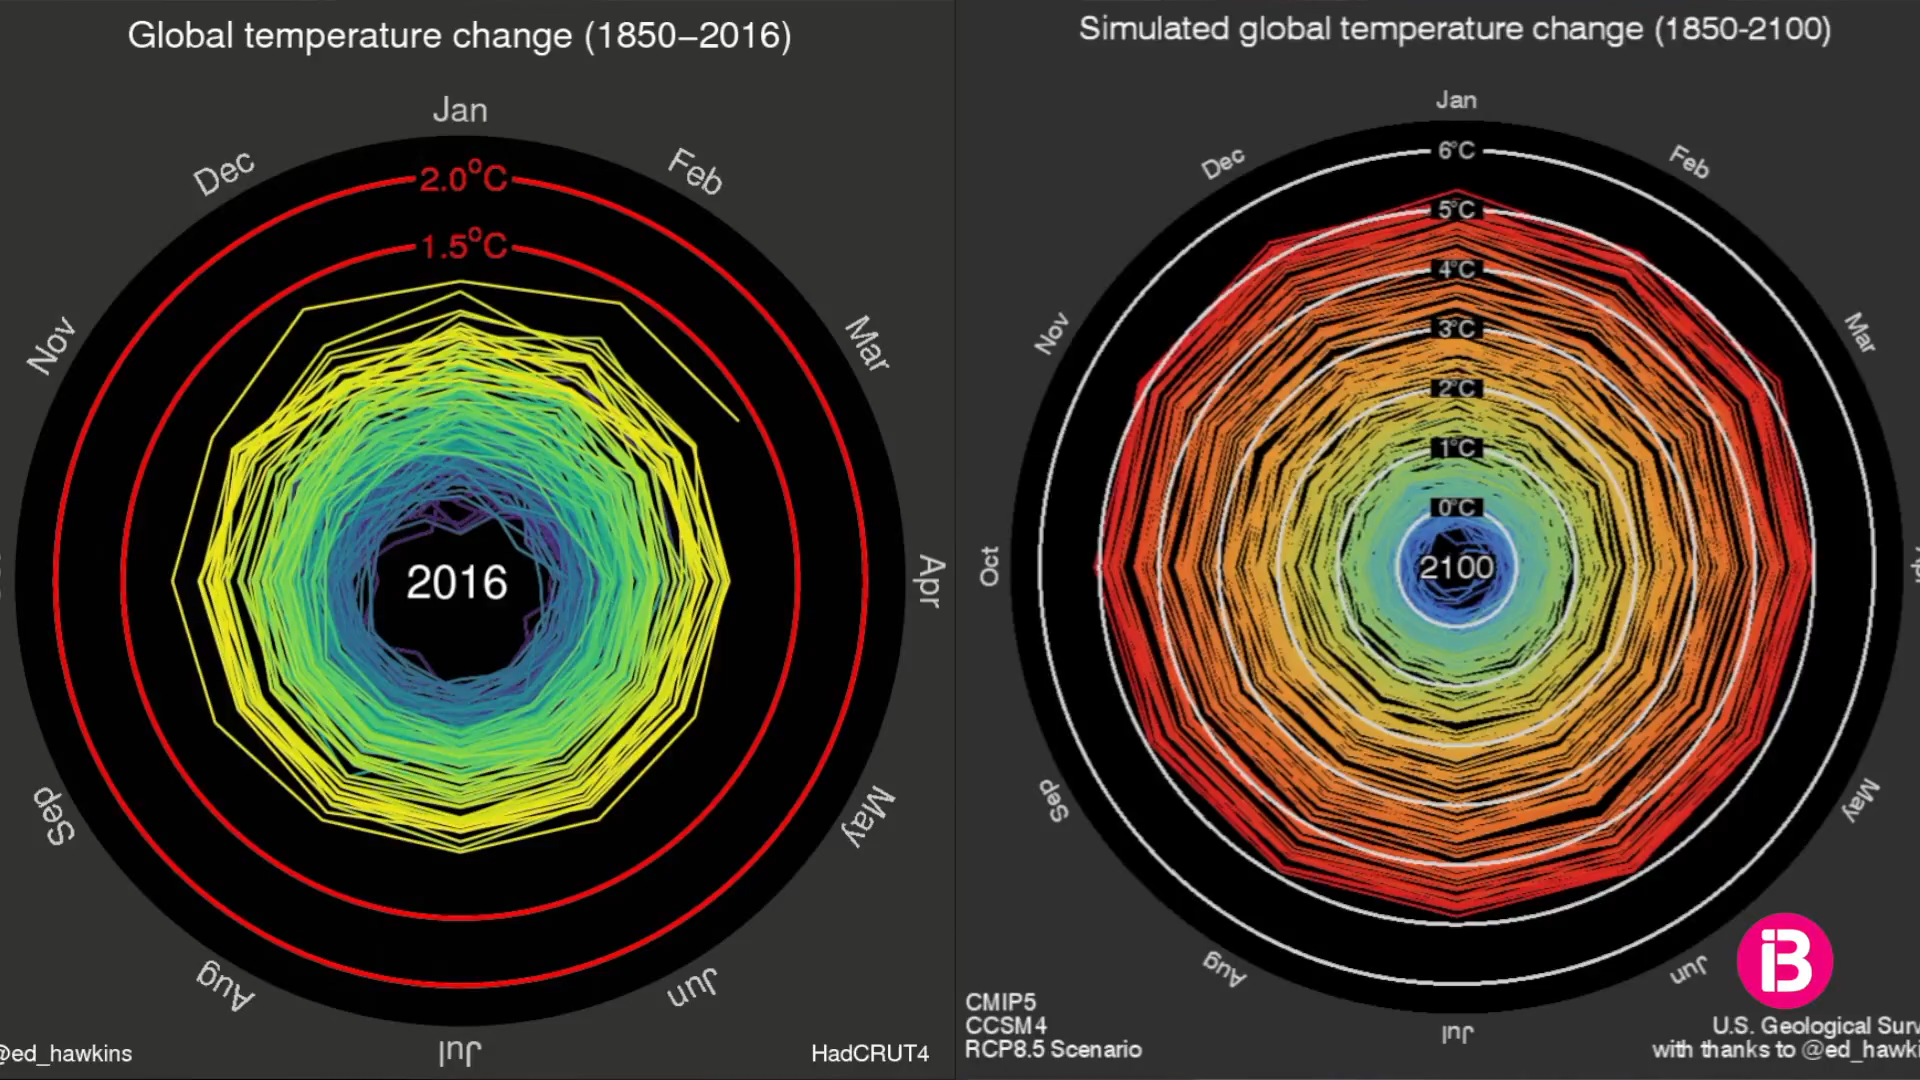 Global temperature change (1850–2016)
Jan
Feb
Mar
Apr
May
Jun
Jul
Aug
Sep
Nov
Dec
2.0°C
1.5°C
2016
@ed_hawkins
HadCRUT4
Simulated global temperature change (1850-2100)
Jan
Feb
Mar
May
Jun
Jul
Aug
Sep
Oct
Nov
Dec
6°C
5°C
4°C
3°C
2°C
1°C
0°C
2100
CMIP5
CCSM4
RCP8.5 Scenario
U.S. Geological Surv
with thanks to @ed_hawki
iB